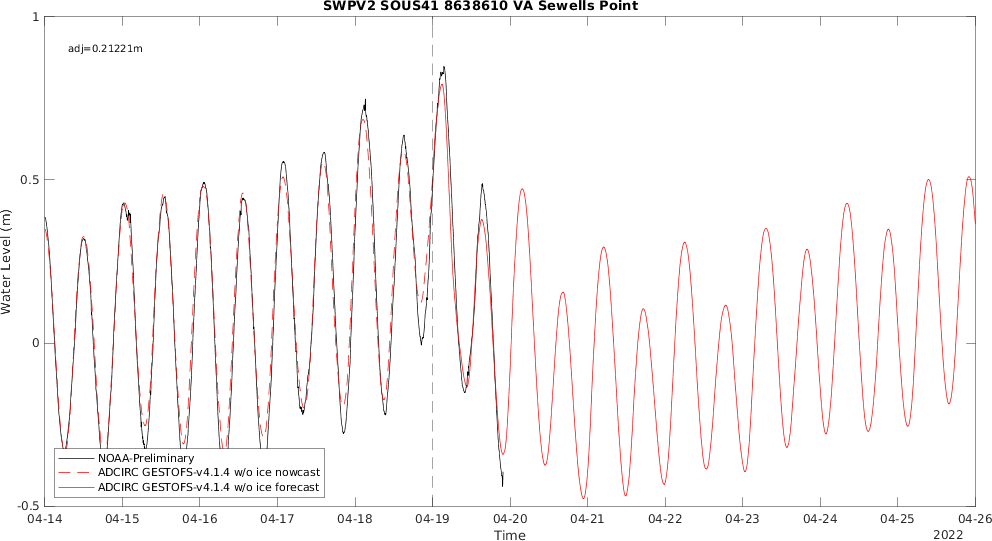 SWPV2 SOUS41 8638610 VA Sewells Point
adj=0.21221m
1
0.5
0
-0.5
Water Level (m)
NOAA-Preliminary
ADCIRC GESTOFS-v4.1.4 w/o ice nowcast
ADCIRC GESTOFS-v4.1.4 w/o ice forecast
04-14 04-15 04-16 04-17 04-18 04-19 04-20 04-21 04-22 04-23 04-24 04-25 04-26
Time
2022